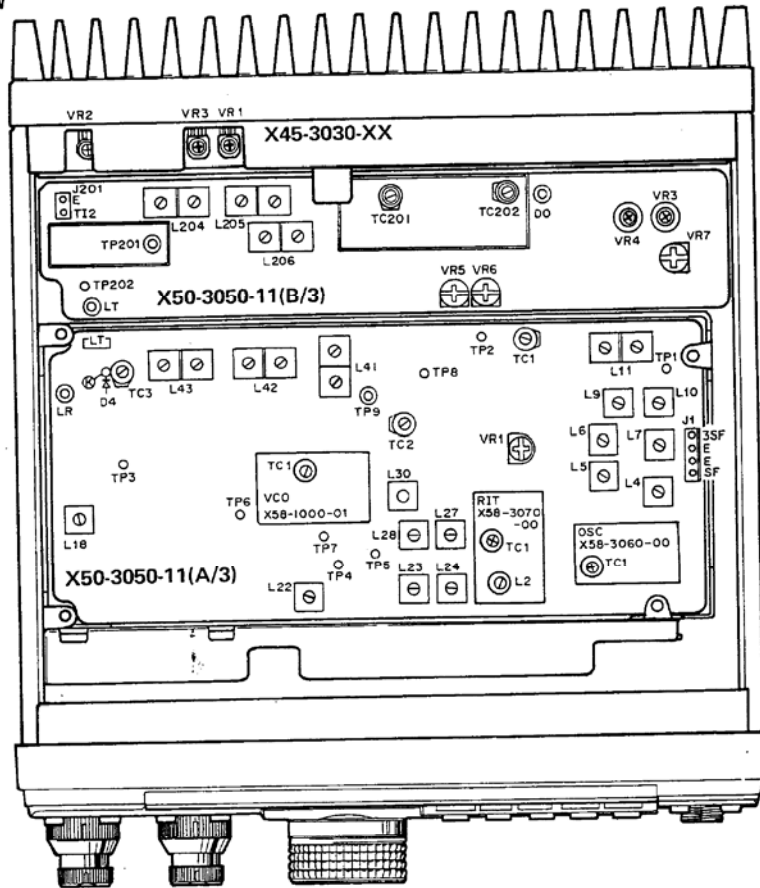 VR2 VR3 VR1
X45-3030-XX
J201
E
TI2
L204 L205
L206
TC201 TC202 DO
VR3
VR4
VR7
TP201
TP202
LT
X50-3050-11(B/3)
VR5 VR6
LT
TP2 TC1
TP1
L11
D4 TC3
LR
L43 L42 L41
TP8
TP9
TC2
L9 L10
J1
L6 L7
3SF
E
E
SF
L5 L4
VR1
TP3
TC1
VCO
X58-1000-01
L30
TP6
RIT
X58-3070
-00
TC1
L2
OSC
X58-3060-00
TC1
L18
L28 L27
TP7
TP4
TP5
L23 L24
L22
X50-3050-11(A/3)